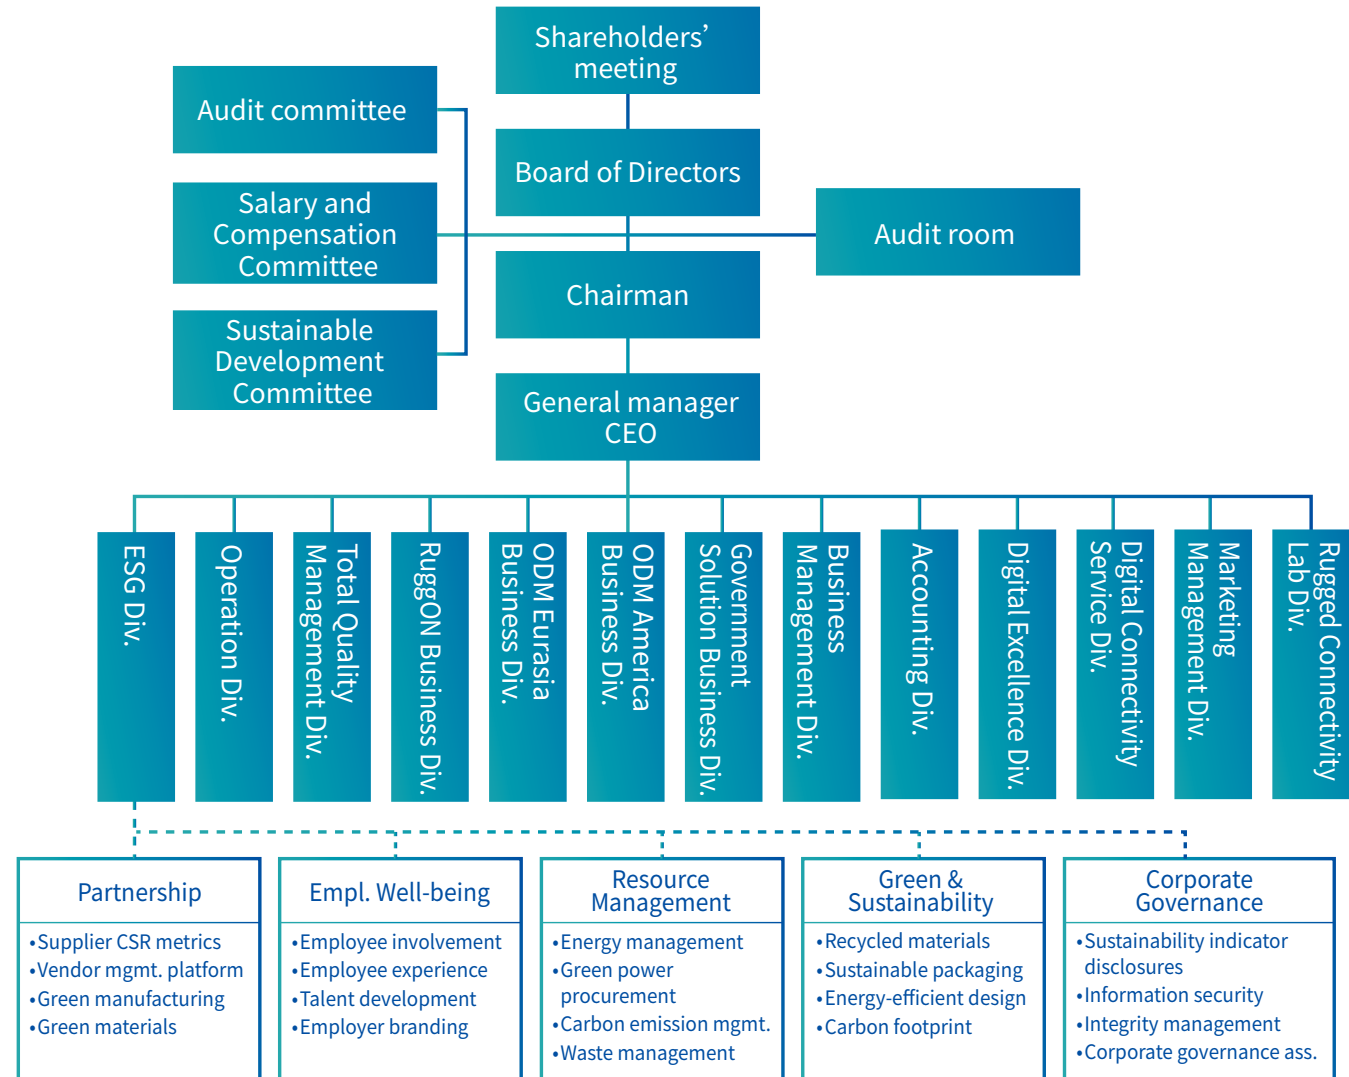 Shareholders’
meeting
Audit committee
Board of Directors
Salary and
Compensation
Committee
Audit room
Chairman
Sustainable
Development
Committee
General manager
CEO
ESG Div.
Operation Div.
Total Quality
Management Div.
RuggON Business Div.
ODM Eurasia
Business Div.
ODM America
Business Div.
Government
Solution Business Div.
Business
Management Div.
Accounting Div.
Digital Excellence Div.
Digital Connectivity
Service Div.
Marketing
Management Div.
Rugged Connectivity
Lab Div.
Partnership
•Supplier CSR metrics
•Vendor mgmt. platform
•Green manufacturing
•Green materials
Empl. Well-being
•Employee involvement
•Employee experience
•Talent development
•Employer branding
Resource
Management
•Energy management
•Green power
procurement
•Carbon emission mgmt.
•Waste management
Green &
Sustainability
•Recycled materials
•Sustainable packaging
•Energy-efficient design
•Carbon footprint
Corporate
Governance
•Sustainability indicator
disclosures
•Information security
•Integrity management
•Corporate governance ass.